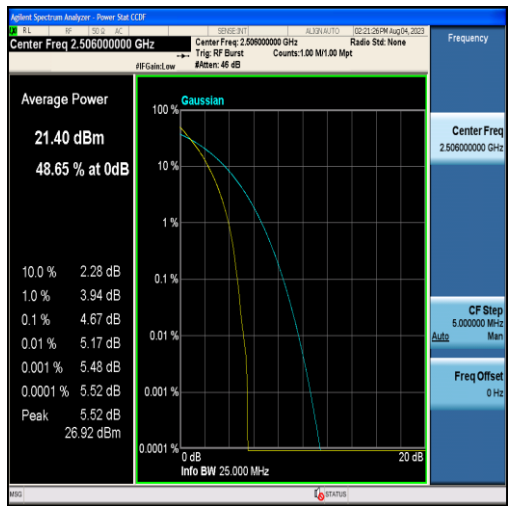 Agilent Spectrum Analyzer - Power Stat CCDF
RL RF 50 Ω AC SENSE:INT ALIGN AUTO 02:21:26 PM Aug 04, 2023
Center Freq 2.506000000 GHz
Center Freq: 2.506000000 GHz Radio Std: None
Trig: RF Burst Counts:1.00 M/1.00 Mpt
#IFGain:Low #Atten: 46 dB
Frequency
Average Power
21.40 dBm
48.65 % at 0dB
10.0 % 2.28 dB
1.0 % 3.94 dB
0.1 % 4.67 dB
0.01 % 5.17 dB
0.001 % 5.48 dB
0.0001 % 5.52 dB
Peak 5.52 dB
26.92 dBm
Gaussian
100 %
10 %
1 %
0.1 %
0.01 %
0.001 %
0.0001 %
0 dB 20 dB
Info BW 25.000 MHz
Center Freq
2.506000000 GHz
CF Step
5.000000 MHz
Auto Man
Freq Offset
0 Hz
MSG STATUS